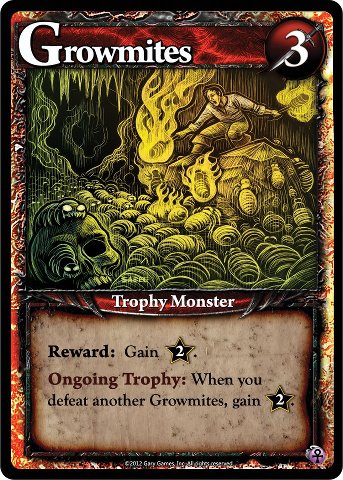 Growmites
3
SABEE
Trophy Monster
Reward: Gain 2.
Ongoing Trophy: When you
defeat another Growmites, gain 2.
©2012 Gary Games, Inc. All rights reserved.